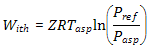 W_ith = ZRT_asp ln(P_ref / P_asp)